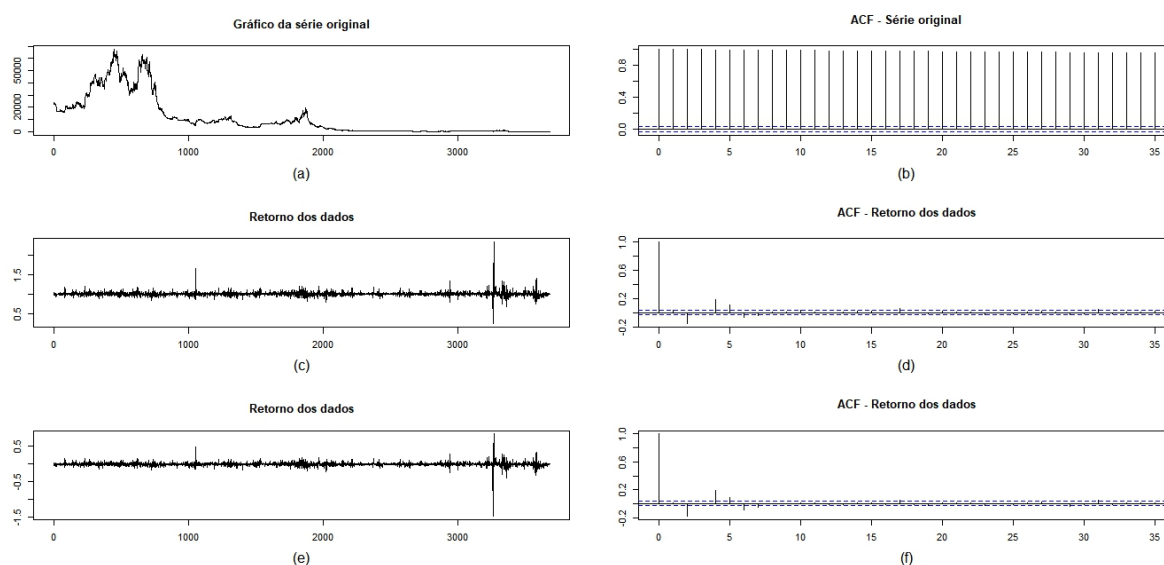 Gráfico da série original
0 20000 50000
0 1000 2000 3000
(a)
ACF - Série original
0.0 0.4 0.8
0 5 10 15 20 25 30 35
(b)
Retorno dos dados
0.5 1.5
0 1000 2000 3000
(c)
ACF - Retorno dos dados
-0.2 0.2 0.6 1.0
0 5 10 15 20 25 30 35
(d)
Retorno dos dados
-1.5 -0.5 0.5
0 1000 2000 3000
(e)
ACF - Retorno dos dados
-0.2 0.2 0.6 1.0
0 5 10 15 20 25 30 35
(f)